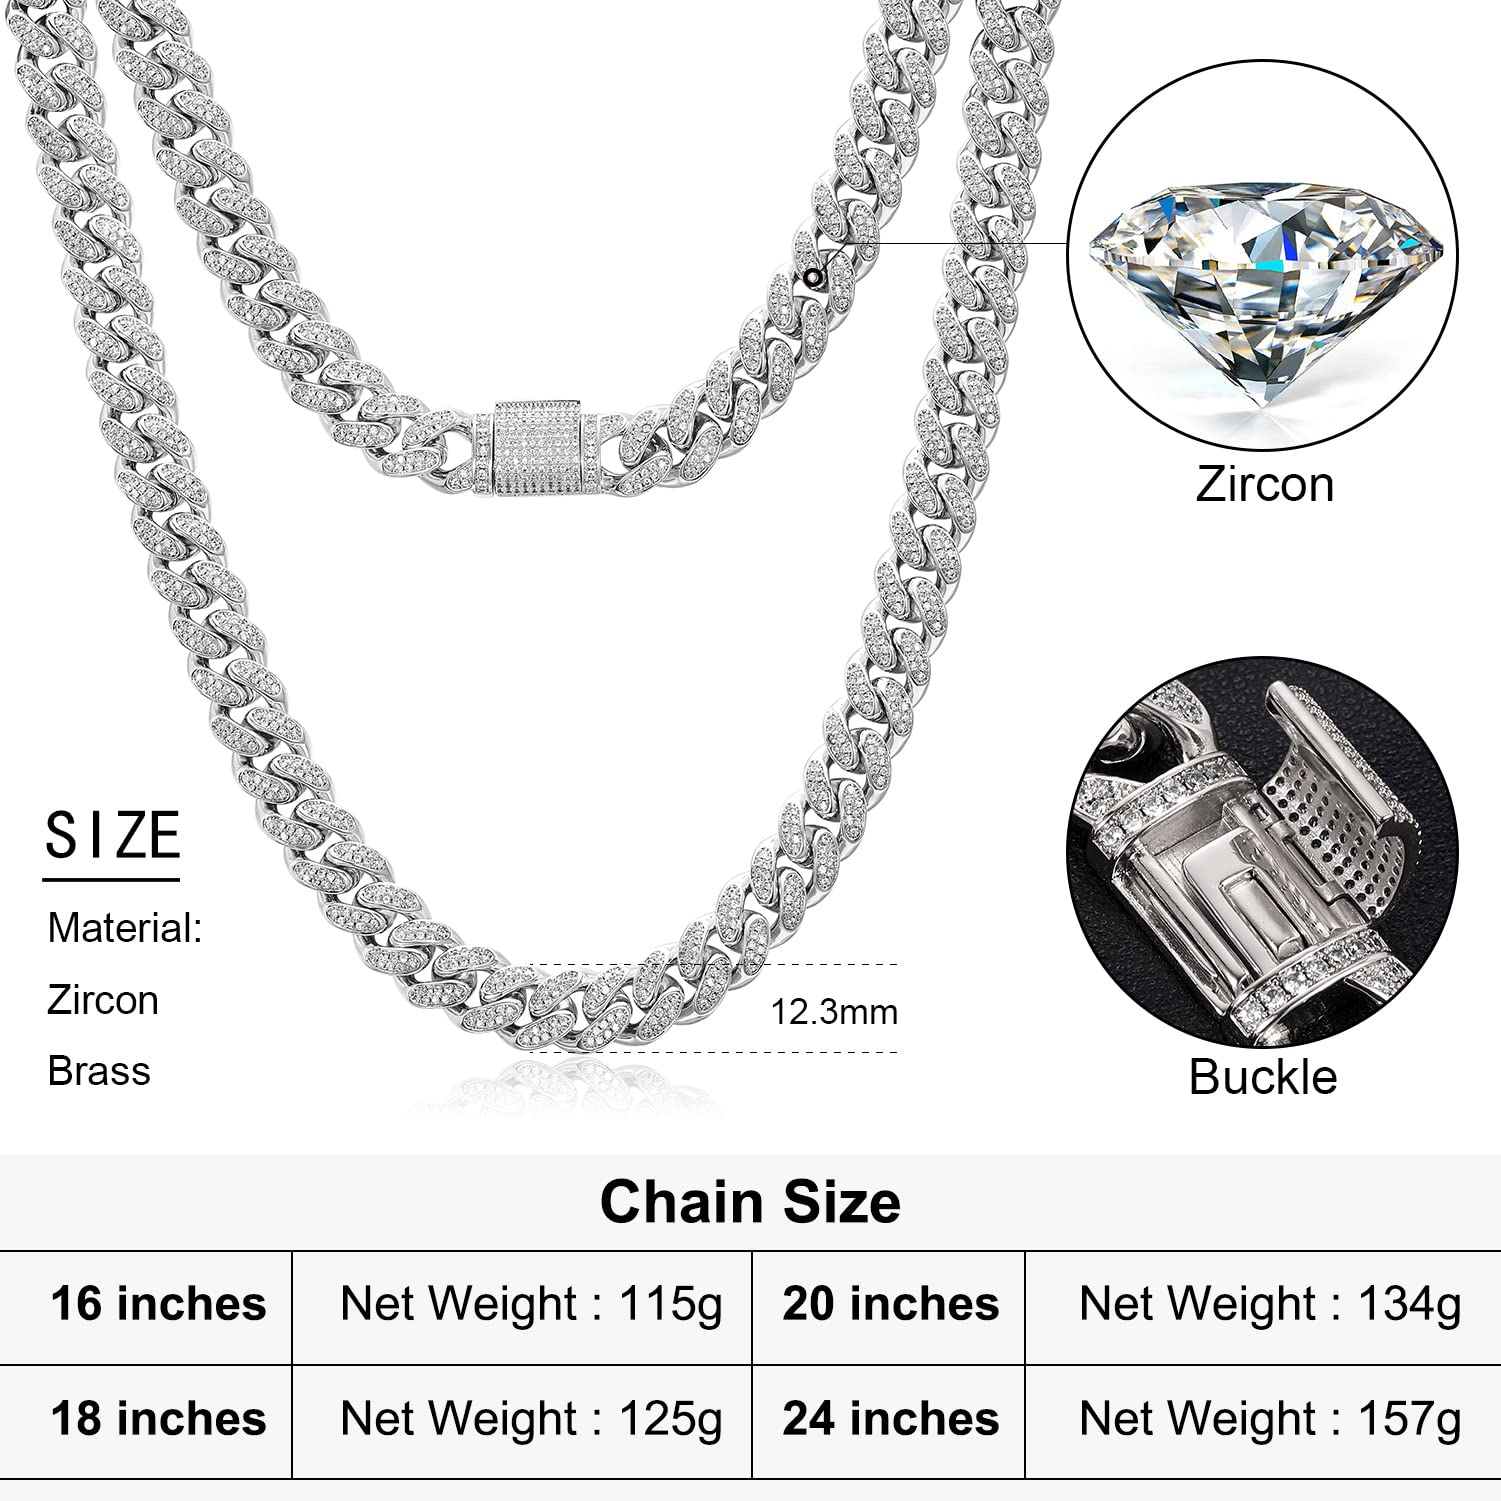 Zircon
SIZE
Material:
Zircon
Brass
12.3mm
Buckle
Chain Size
16 inches Net Weight : 115g 20 inches Net Weight : 134g
18 inches Net Weight : 125g 24 inches Net Weight : 157g